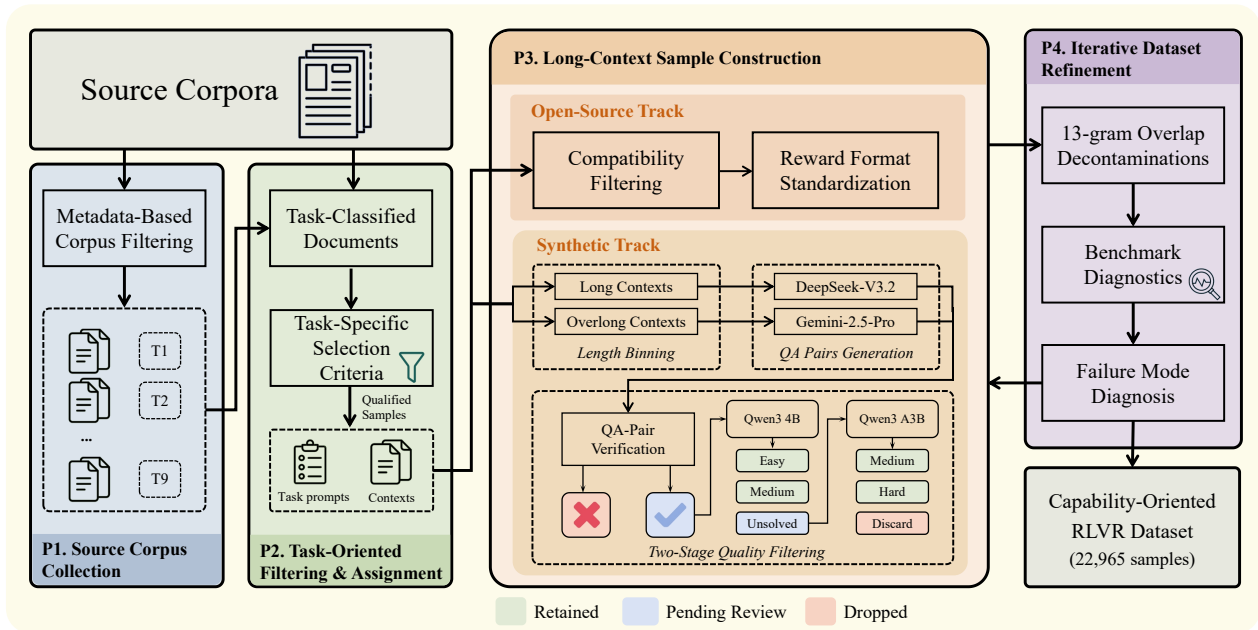 Source Corpora
Metadata-Based
Corpus Filtering
T1
T2
...
T9
P1. Source Corpus
Collection
Task-Classified
Documents
Task-Specific
Selection
Criteria
Qualified
Samples
Task prompts
Contexts
P2. Task-Oriented
Filtering & Assignment
P3. Long-Context Sample Construction
Open-Source Track
Compatibility
Filtering
Reward Format
Standardization
Synthetic Track
Long Contexts
Overlong Contexts
Length Binning
DeepSeek-V3.2
Gemini-2.5-Pro
QA Pairs Generation
QA-Pair
Verification
Qwen3 4B
Easy
Medium
Unsolved
Qwen3 A3B
Medium
Hard
Discard
Two-Stage Quality Filtering
P4. Iterative Dataset
Refinement
13-gram Overlap
Decontaminations
Benchmark
Diagnostics
Failure Mode
Diagnosis
Capability-Oriented
RLVR Dataset
(22,965 samples)
Retained
Pending Review
Dropped